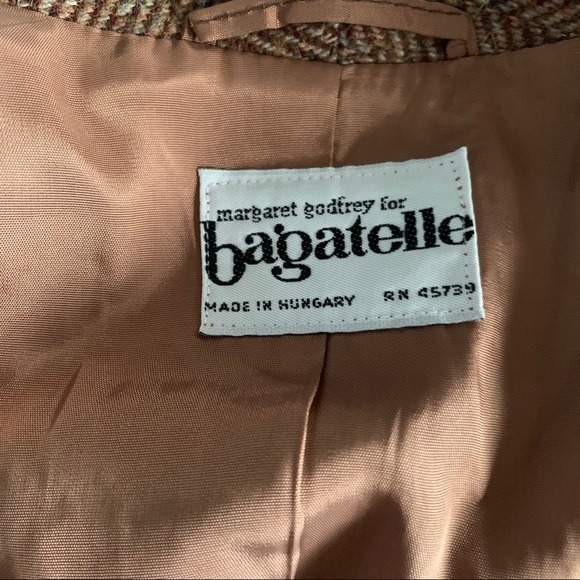 margaret godfrey for
bagatelle
MADE IN HUNGARY RN 45739